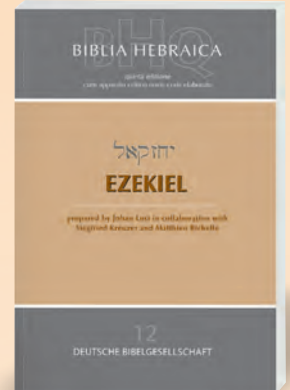 BHQ
BIBLIA HEBRAICA
quinta editione
cum apparatu critico novis curis elaborato
יחזקאל
EZEKIEL
prepared by Johan Lust in collaboration with
Siegfried Kreuzer and Matthieu Richelle
12
DEUTSCHE BIBELGESELLSCHAFT